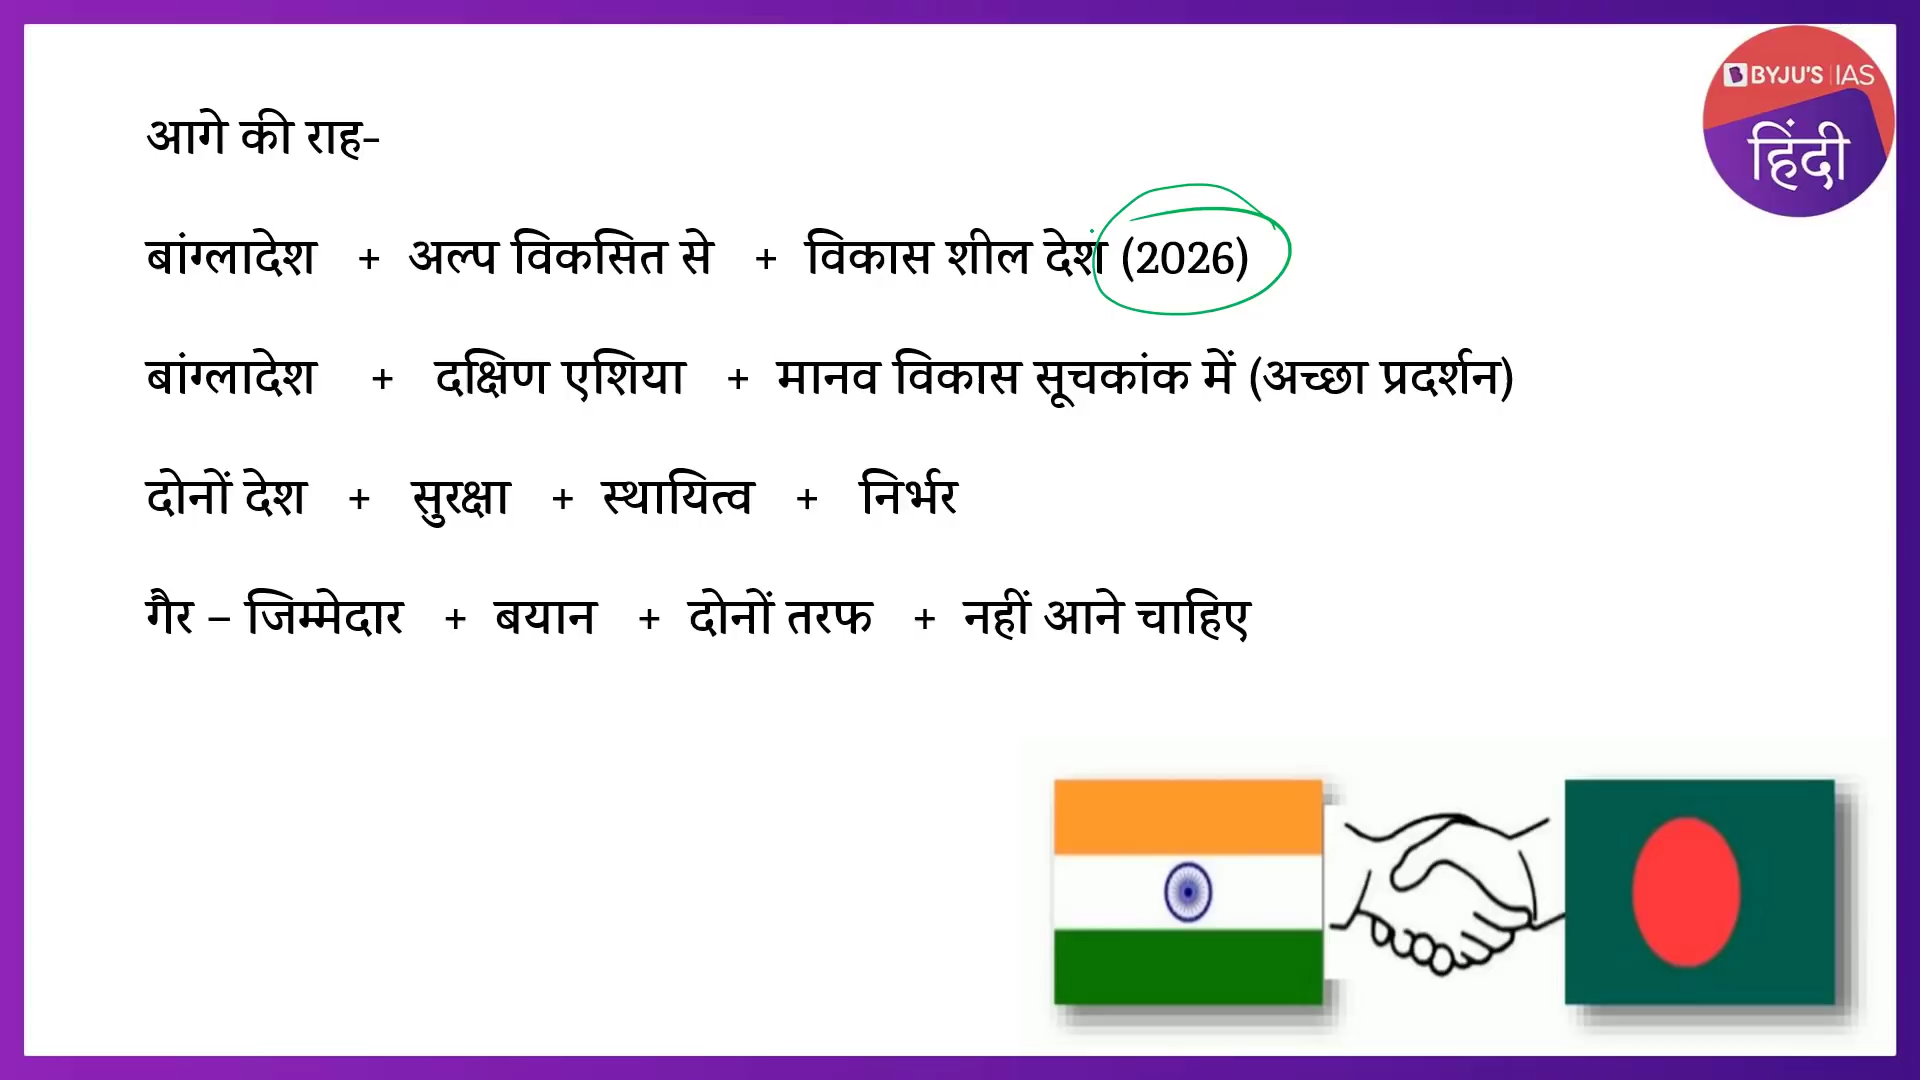 BYJU'S IAS
हिंदी
आगे की राह-
बांग्लादेश + अल्प विकसित से + विकास शील देश (2026)
बांग्लादेश + दक्षिण एशिया + मानव विकास सूचकांक में (अच्छा प्रदर्शन)
दोनों देश + सुरक्षा + स्थायित्व + निर्भर
गैर – जिम्मेदार + बयान + दोनों तरफ + नहीं आने चाहिए